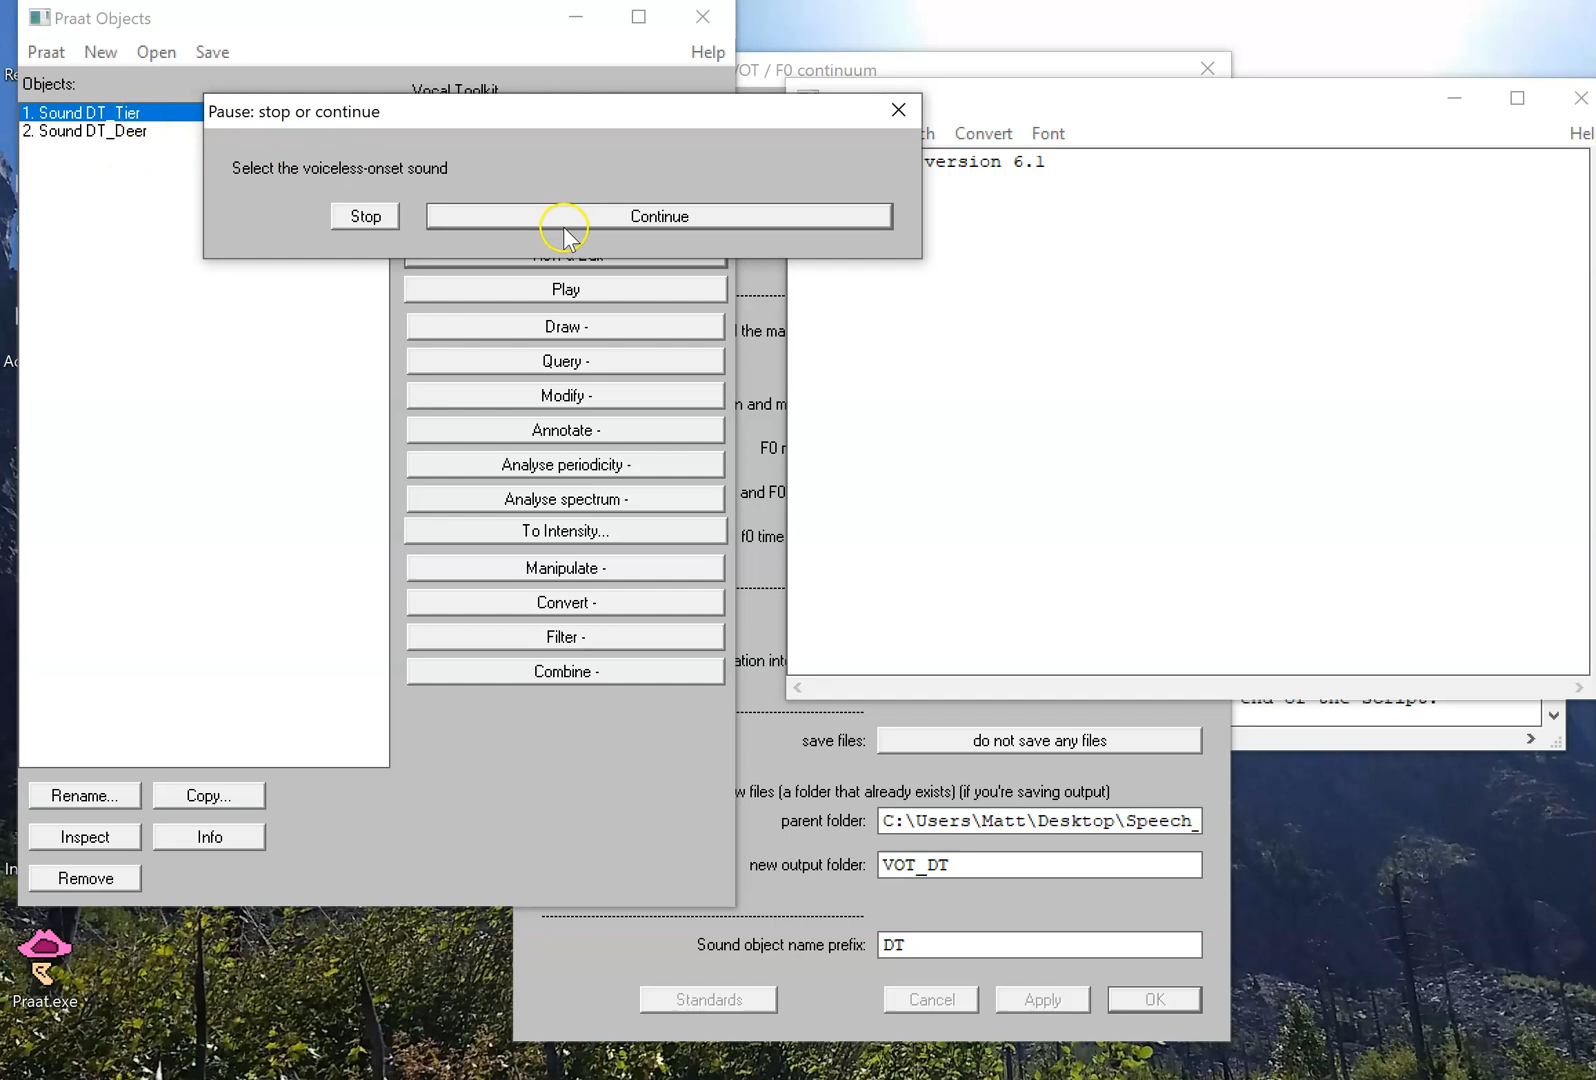 Praat Objects
Praat New Open Save Help
Objects:
Vocal Toolkit
1. Sound DT_Tier
2. Sound DT_Deer
Pause: stop or continue
Select the voiceless-onset sound
Stop
Continue
VOT / F0 continuum
Convert Font
version 6.1
Play
Draw -
Query -
Modify -
Annotate -
Analyse periodicity -
Analyse spectrum -
To Intensity...
Manipulate -
Convert -
Filter -
Combine -
the ma
and m
F0
and F0
f0 time
Rename...
Copy...
Inspect
Info
Remove
end of the script.
save files:
do not save any files
files (a folder that already exists) (if you're saving output)
parent folder:
C:\Users\Matt\Desktop\Speech_
new output folder:
VOT_DT
Sound object name prefix:
DT
Standards
Cancel
Apply
OK
Praat.exe